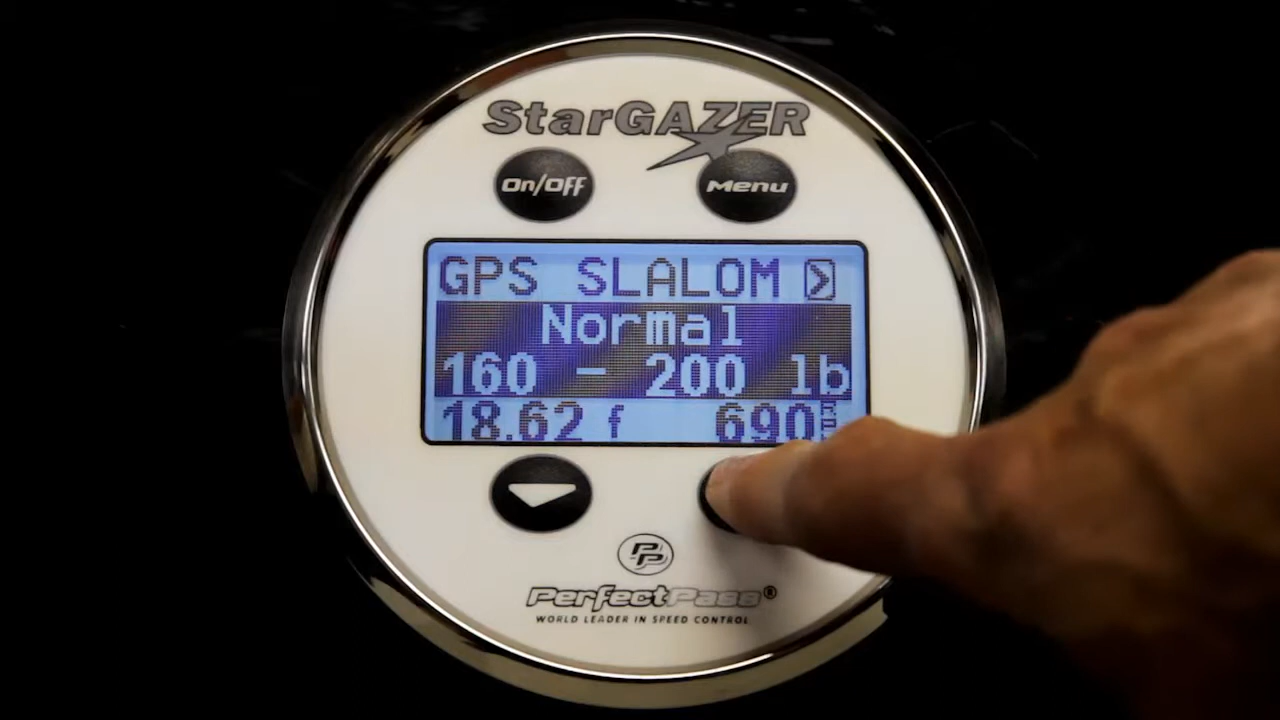 StarGAZER
On/Off Menu
GPS SLALOM >
Normal
160 - 200 lb
18.62 f 690
PP
PerfectPass®
WORLD LEADER IN SPEED CONTROL